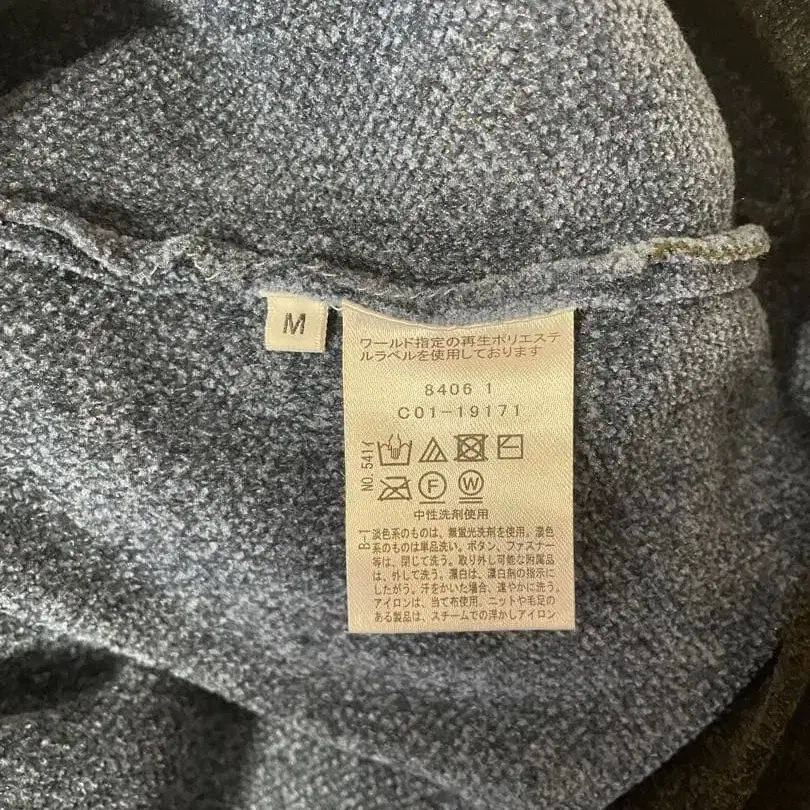 M
ワールド指定の再生ポリエステ
ルラベルを使用しております
8406 1
C01-19171
NO. 541Y
F W
中性洗剤使用
B-1
淡色系のものは、無蛍光洗剤を使用。濃色
系のものは単品洗い。ボタン、ファスナー
等は、閉じて洗う。取り外し可能な附属品
は、外して洗う。漂白は、漂白剤の指示に
したがう。汗をかいた場合、速やかに洗う。
アイロンは、当て布使用。ニットや毛足の
ある製品は、スチームでの浮かしアイロン